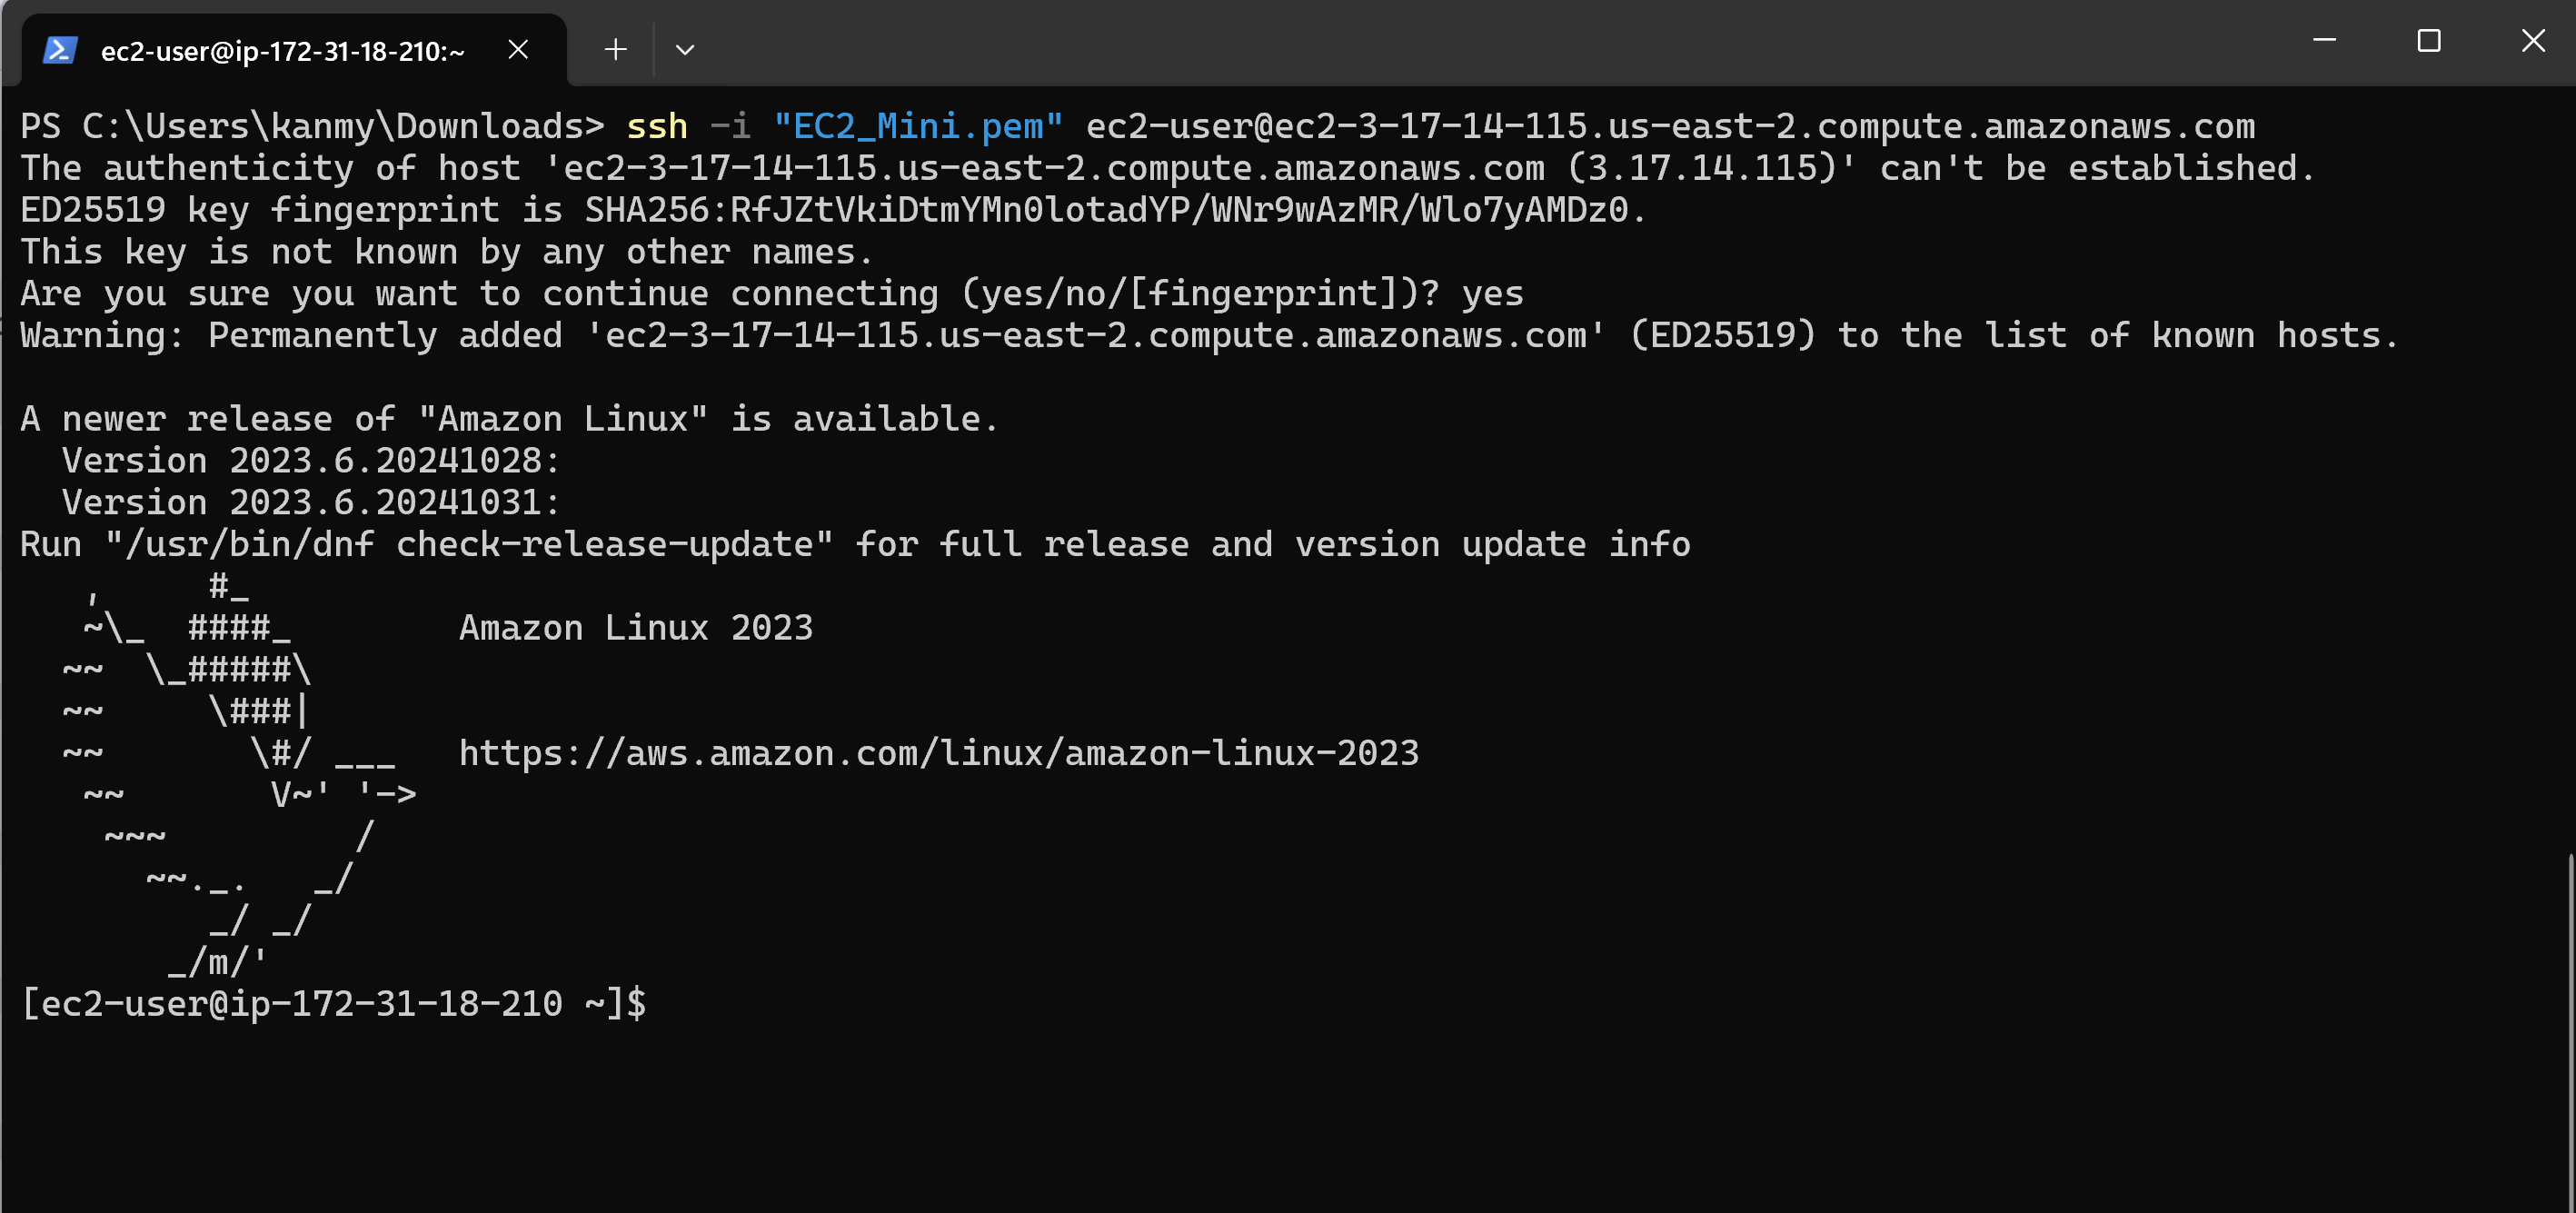 ec2-user@ip-172-31-18-210:~
PS C:\Users\kanmy\Downloads> ssh -i "EC2_Mini.pem" ec2-user@ec2-3-17-14-115.us-east-2.compute.amazonaws.com
The authenticity of host 'ec2-3-17-14-115.us-east-2.compute.amazonaws.com (3.17.14.115)' can't be established.
ED25519 key fingerprint is SHA256:RfJZtVkiDtmYMn0lotadYP/WNr9wAzMR/Wlo7yAMDz0.
This key is not known by any other names.
Are you sure you want to continue connecting (yes/no/[fingerprint])? yes
Warning: Permanently added 'ec2-3-17-14-115.us-east-2.compute.amazonaws.com' (ED25519) to the list of known hosts.

A newer release of "Amazon Linux" is available.
  Version 2023.6.20241028:
  Version 2023.6.20241031:
Run "/usr/bin/dnf check-release-update" for full release and version update info
   ,     #_
   ~\_  ####_        Amazon Linux 2023
  ~~  \_#####\
  ~~     \###|
  ~~       \#/ ___   https://aws.amazon.com/linux/amazon-linux-2023
   ~~       V~' '->
    ~~~         /
      ~~._.   _/
         _/ _/
       _/m/'
[ec2-user@ip-172-31-18-210 ~]$